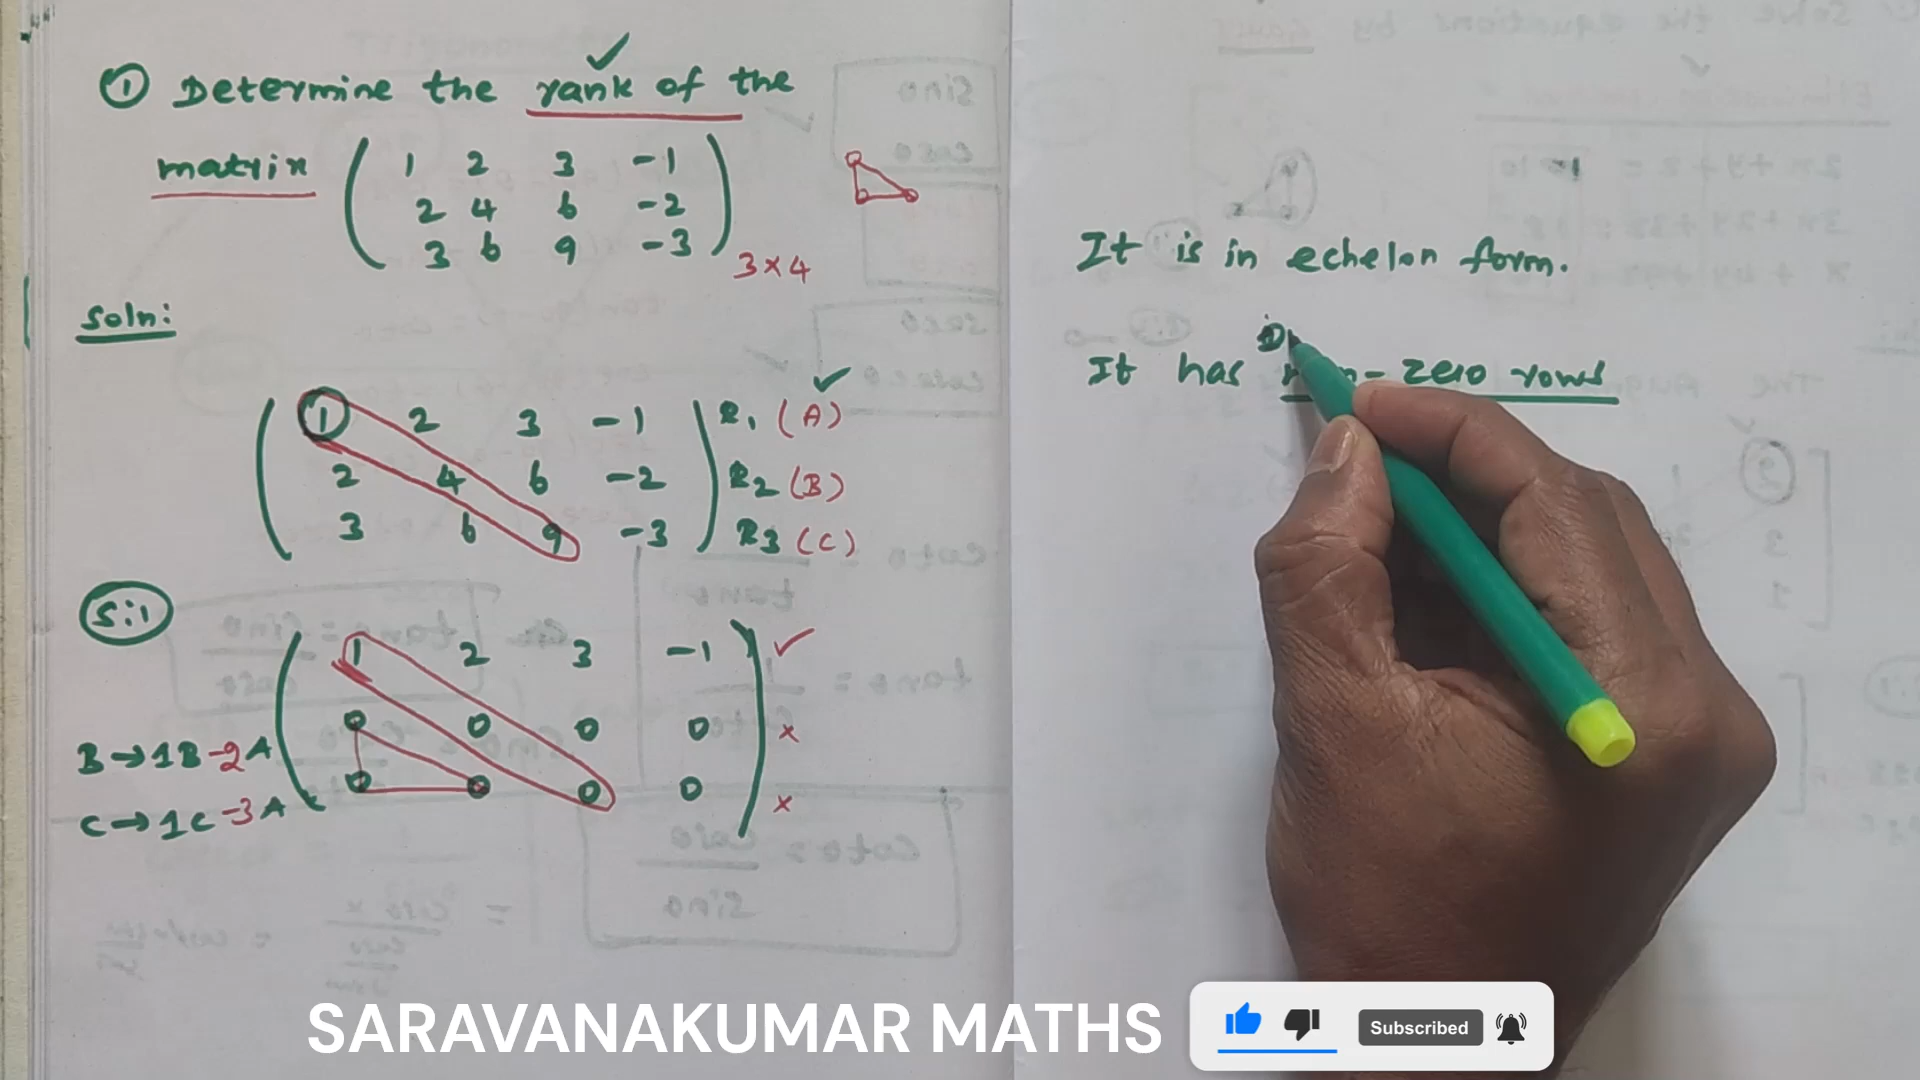 ① Determine the rank of the
matrix ( 1 2 3 -1
2 4 6 -2
3 6 9 -3 ) 3×4
Soln:
( 1 2 3 -1 ) R1 (A)
2 4 6 -2 R2 (B)
3 6 9 -3 R3 (C)
S:1
( 1 2 3 -1 ) ✓
B→1B-2A 0 0 0 0 ×
C→1C-3A 0 0 0 0 ×
It is in echelon form.
It has non-zero rows
SARAVANAKUMAR MATHS
Subscribed